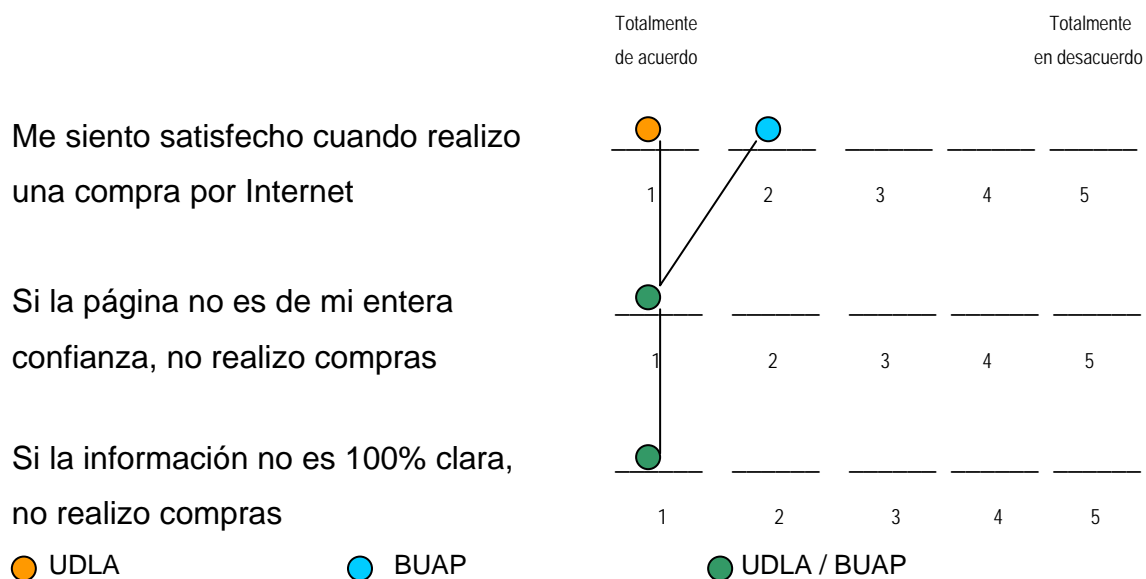 Totalmente Totalmente
de acuerdo en desacuerdo
Me siento satisfecho cuando realizo
una compra por Internet
1 2 3 4 5
Si la página no es de mi entera
confianza, no realizo compras
1 2 3 4 5
Si la información no es 100% clara,
no realizo compras
1 2 3 4 5
UDLA BUAP UDLA / BUAP